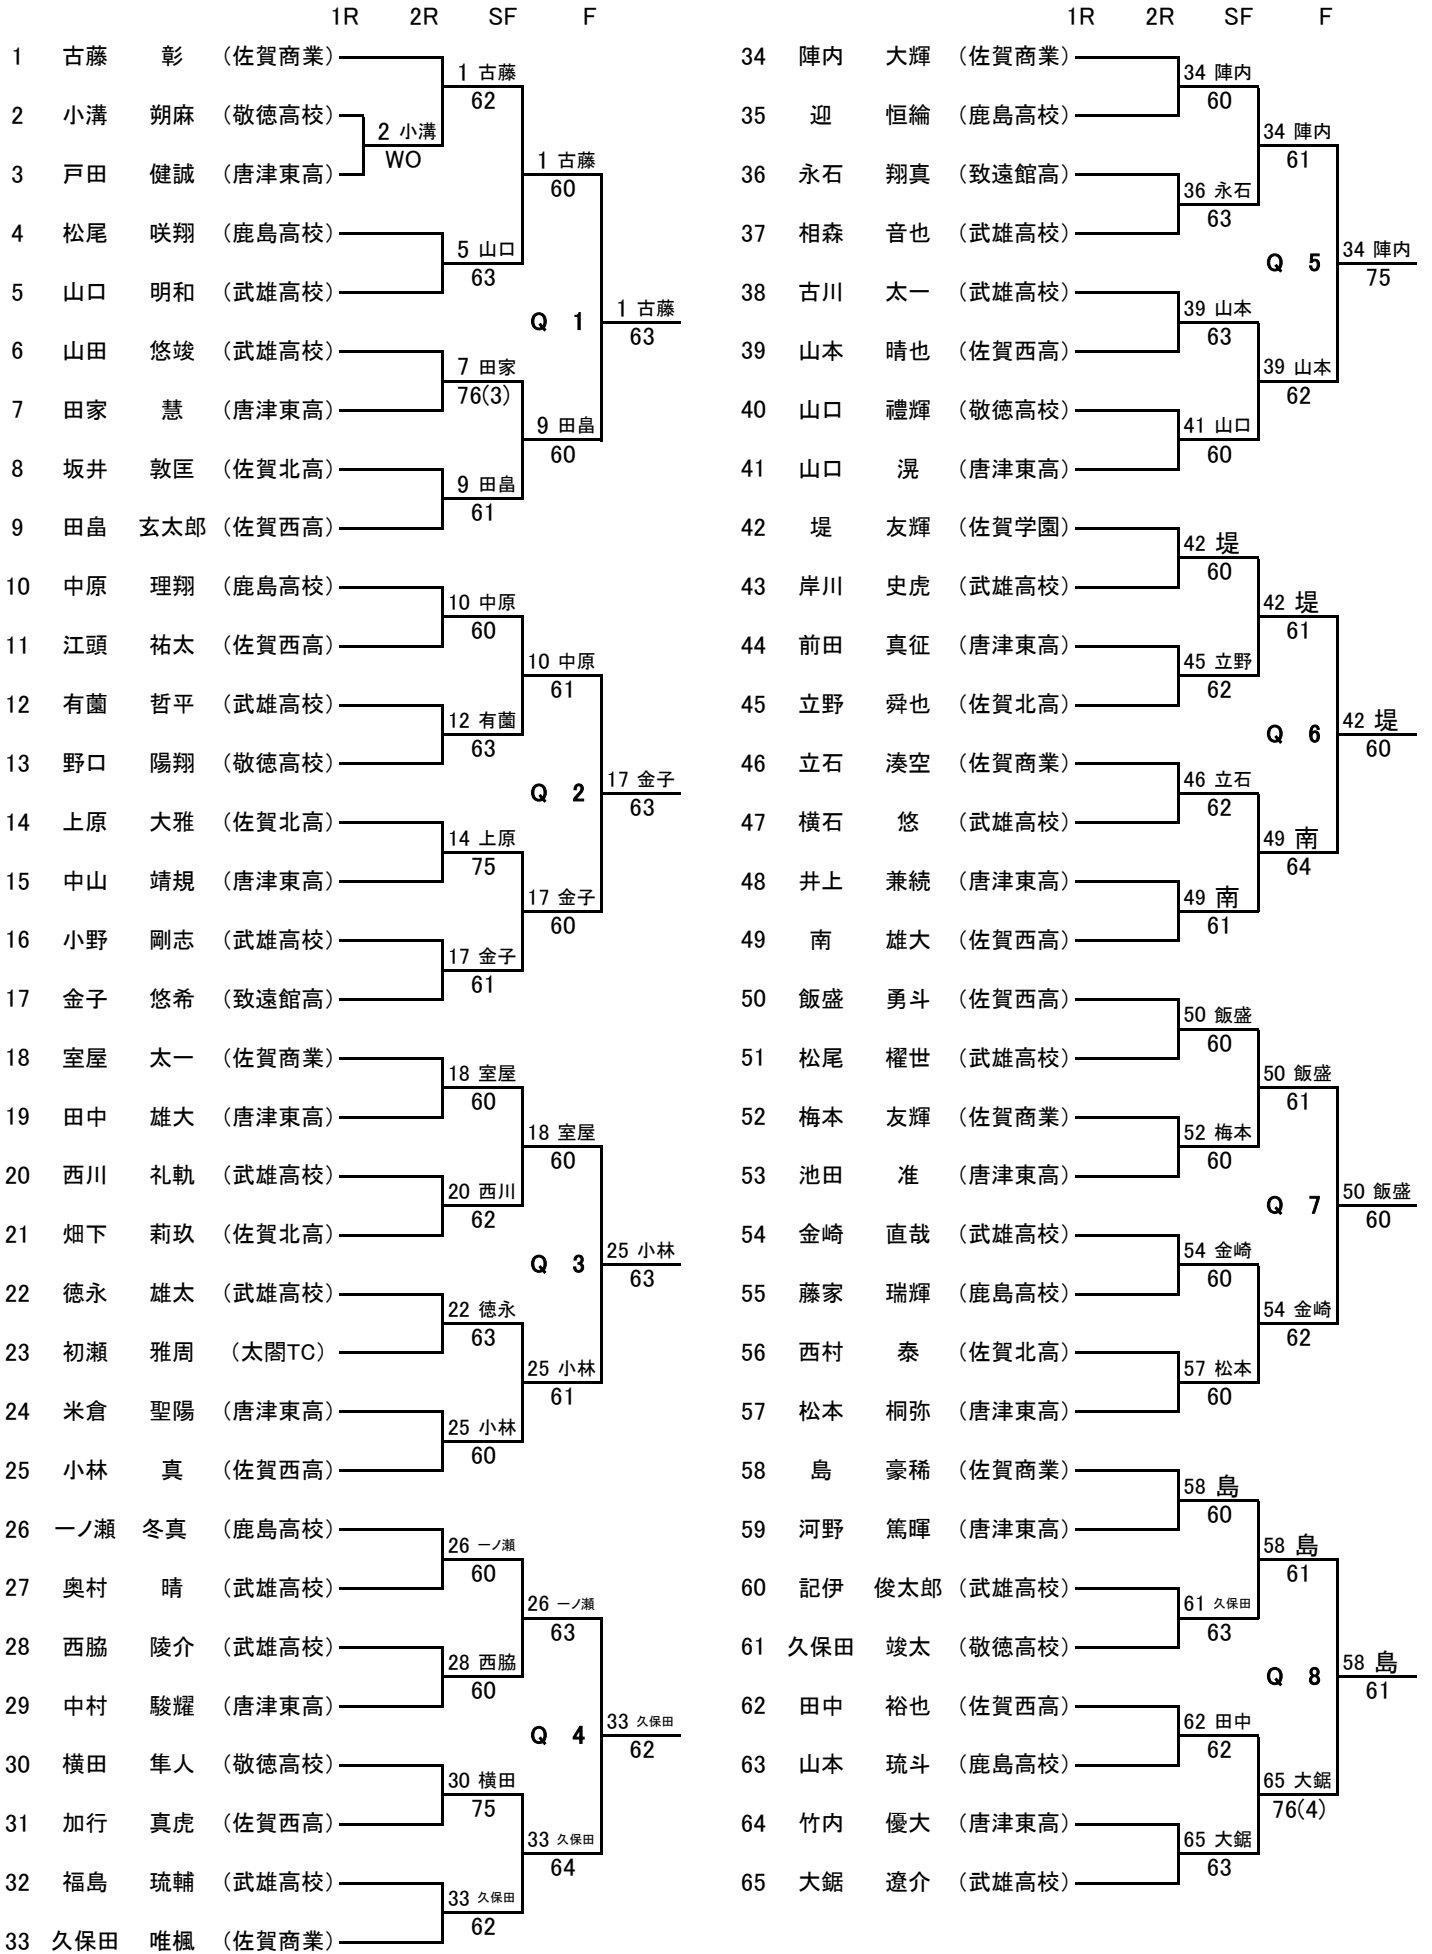 1R 2R SF F
1 古藤 彰 (佐賀商業)
1 古藤
62
2 小溝 朔麻 (敬徳高校)
2 小溝
WO
3 戸田 健誠 (唐津東高)
1 古藤
60
4 松尾 咲翔 (鹿島高校)
5 山口
63
5 山口 明和 (武雄高校)
Q 1
1 古藤
63
6 山田 悠竣 (武雄高校)
7 田家
76(3)
7 田家 慧 (唐津東高)
9 田畠
60
8 坂井 敦匡 (佐賀北高)
9 田畠
61
9 田畠 玄太郎 (佐賀西高)
10 中原 理翔 (鹿島高校)
10 中原
60
11 江頭 祐太 (佐賀西高)
10 中原
61
12 有薗 哲平 (武雄高校)
12 有薗
63
13 野口 陽翔 (敬徳高校)
Q 2
17 金子
63
14 上原 大雅 (佐賀北高)
14 上原
75
15 中山 靖規 (唐津東高)
17 金子
60
16 小野 剛志 (武雄高校)
17 金子
61
17 金子 悠希 (致遠館高)
18 室屋 太一 (佐賀商業)
18 室屋
60
19 田中 雄大 (唐津東高)
18 室屋
60
20 西川 礼軌 (武雄高校)
20 西川
62
21 畑下 莉玖 (佐賀北高)
Q 3
25 小林
63
22 徳永 雄太 (武雄高校)
22 徳永
63
23 初瀬 雅周 (太閤TC)
25 小林
61
24 米倉 聖陽 (唐津東高)
25 小林
60
25 小林 真 (佐賀西高)
26 一ノ瀬 冬真 (鹿島高校)
26 一ノ瀬
60
27 奥村 晴 (武雄高校)
26 一ノ瀬
63
28 西脇 陵介 (武雄高校)
28 西脇
60
29 中村 駿耀 (唐津東高)
Q 4
33 久保田
62
30 横田 隼人 (敬徳高校)
30 横田
75
31 加行 真虎 (佐賀西高)
33 久保田
64
32 福島 琉輔 (武雄高校)
33 久保田
62
33 久保田 唯楓 (佐賀商業)
1R 2R SF F
34 陣内 大輝 (佐賀商業)
34 陣内
60
35 迎 恒綸 (鹿島高校)
34 陣内
61
36 永石 翔真 (致遠館高)
36 永石
63
37 相森 音也 (武雄高校)
Q 5
34 陣内
75
38 古川 太一 (武雄高校)
39 山本
63
39 山本 晴也 (佐賀西高)
39 山本
62
40 山口 禮輝 (敬徳高校)
41 山口
60
41 山口 滉 (唐津東高)
42 堤 友輝 (佐賀学園)
42 堤
60
43 岸川 史虎 (武雄高校)
42 堤
61
44 前田 真征 (唐津東高)
45 立野
62
45 立野 舜也 (佐賀北高)
Q 6
42 堤
60
46 立石 湊空 (佐賀商業)
46 立石
62
47 横石 悠 (武雄高校)
49 南
64
48 井上 兼続 (唐津東高)
49 南
61
49 南 雄大 (佐賀西高)
50 飯盛 勇斗 (佐賀西高)
50 飯盛
60
51 松尾 櫂世 (武雄高校)
50 飯盛
61
52 梅本 友輝 (佐賀商業)
52 梅本
60
53 池田 准 (唐津東高)
Q 7
50 飯盛
60
54 金崎 直哉 (武雄高校)
54 金崎
60
55 藤家 瑞輝 (鹿島高校)
54 金崎
62
56 西村 泰 (佐賀北高)
57 松本
60
57 松本 桐弥 (唐津東高)
58 島 豪稀 (佐賀商業)
58 島
60
59 河野 篤暉 (唐津東高)
58 島
61
60 記伊 俊太郎 (武雄高校)
61 久保田
63
61 久保田 竣太 (敬徳高校)
Q 8
58 島
61
62 田中 裕也 (佐賀西高)
62 田中
62
63 山本 琉斗 (鹿島高校)
65 大鋸
76(4)
64 竹内 優大 (唐津東高)
65 大鋸
63
65 大鋸 遼介 (武雄高校)